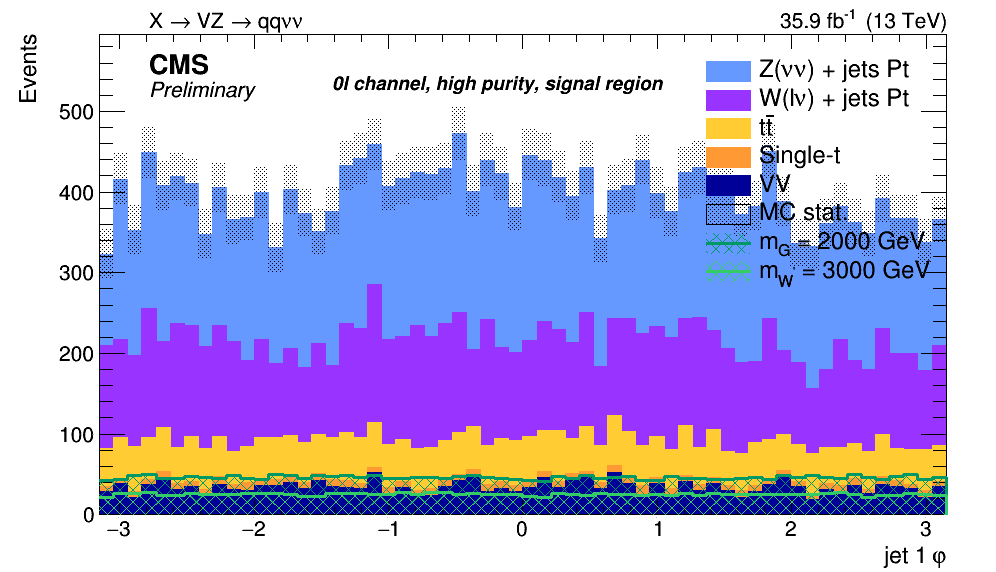 X → VZ → qqνν 35.9 fb⁻¹ (13 TeV)
CMS
Preliminary
0l channel, high purity, signal region
Z(νν) + jets Pt
W(lν) + jets Pt
tt̄
Single-t
VV
MC stat.
m_G = 2000 GeV
m_W' = 3000 GeV
Events
500
400
300
200
100
0
−3 −2 −1 0 1 2 3
jet 1 φ